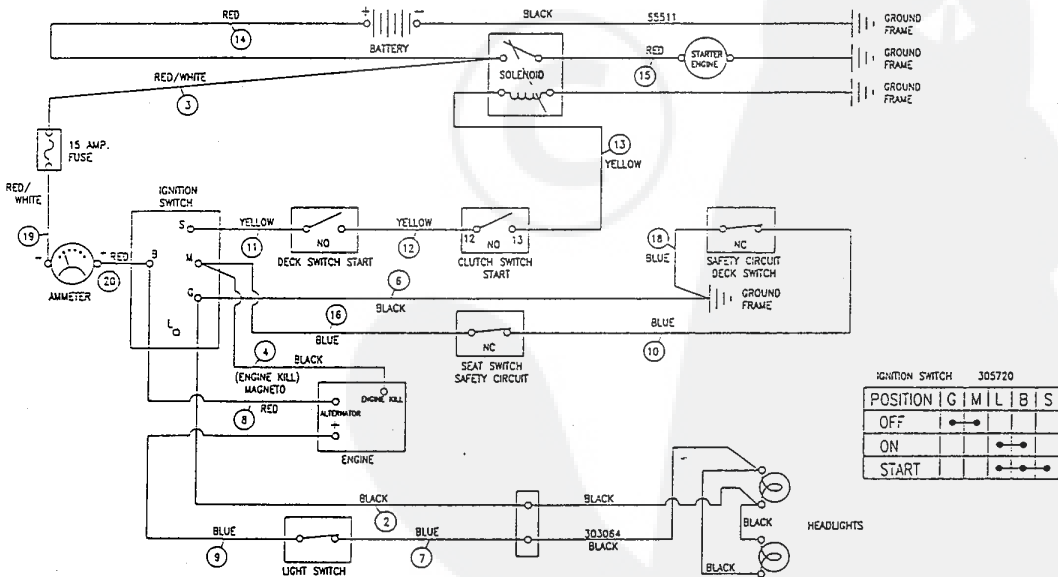 RED
14
+
-
BATTERY
BLACK
55511
GROUND
FRAME
RED/WHITE
3
SOLENOID
RED
15
STARTER
ENGINE
GROUND
FRAME
GROUND
FRAME
15 AMP.
FUSE
13
YELLOW
RED/
WHITE
19
IGNITION
SWITCH
S
YELLOW
11
NO
DECK SWITCH START
YELLOW
12
12
NO
13
CLUTCH SWITCH
START
18
BLUE
NC
SAFETY CIRCUIT
DECK SWITCH
-
AMMETER
-
RED
20
B
M
G
L
6
BLACK
GROUND
FRAME
16
BLUE
NC
SEAT SWITCH
SAFETY CIRCUIT
BLUE
10
4
BLACK
(ENGINE KILL)
MAGNETO
ENGINE KILL
8
RED
ALTERNATOR
+
ENGINE
IGNITION SWITCH 305720
POSITION G M L B S
OFF
ON
START
BLACK
2
BLACK
BLUE
9
LIGHT SWITCH
BLUE
7
303064
BLACK
BLACK
BLACK
HEADLIGHTS